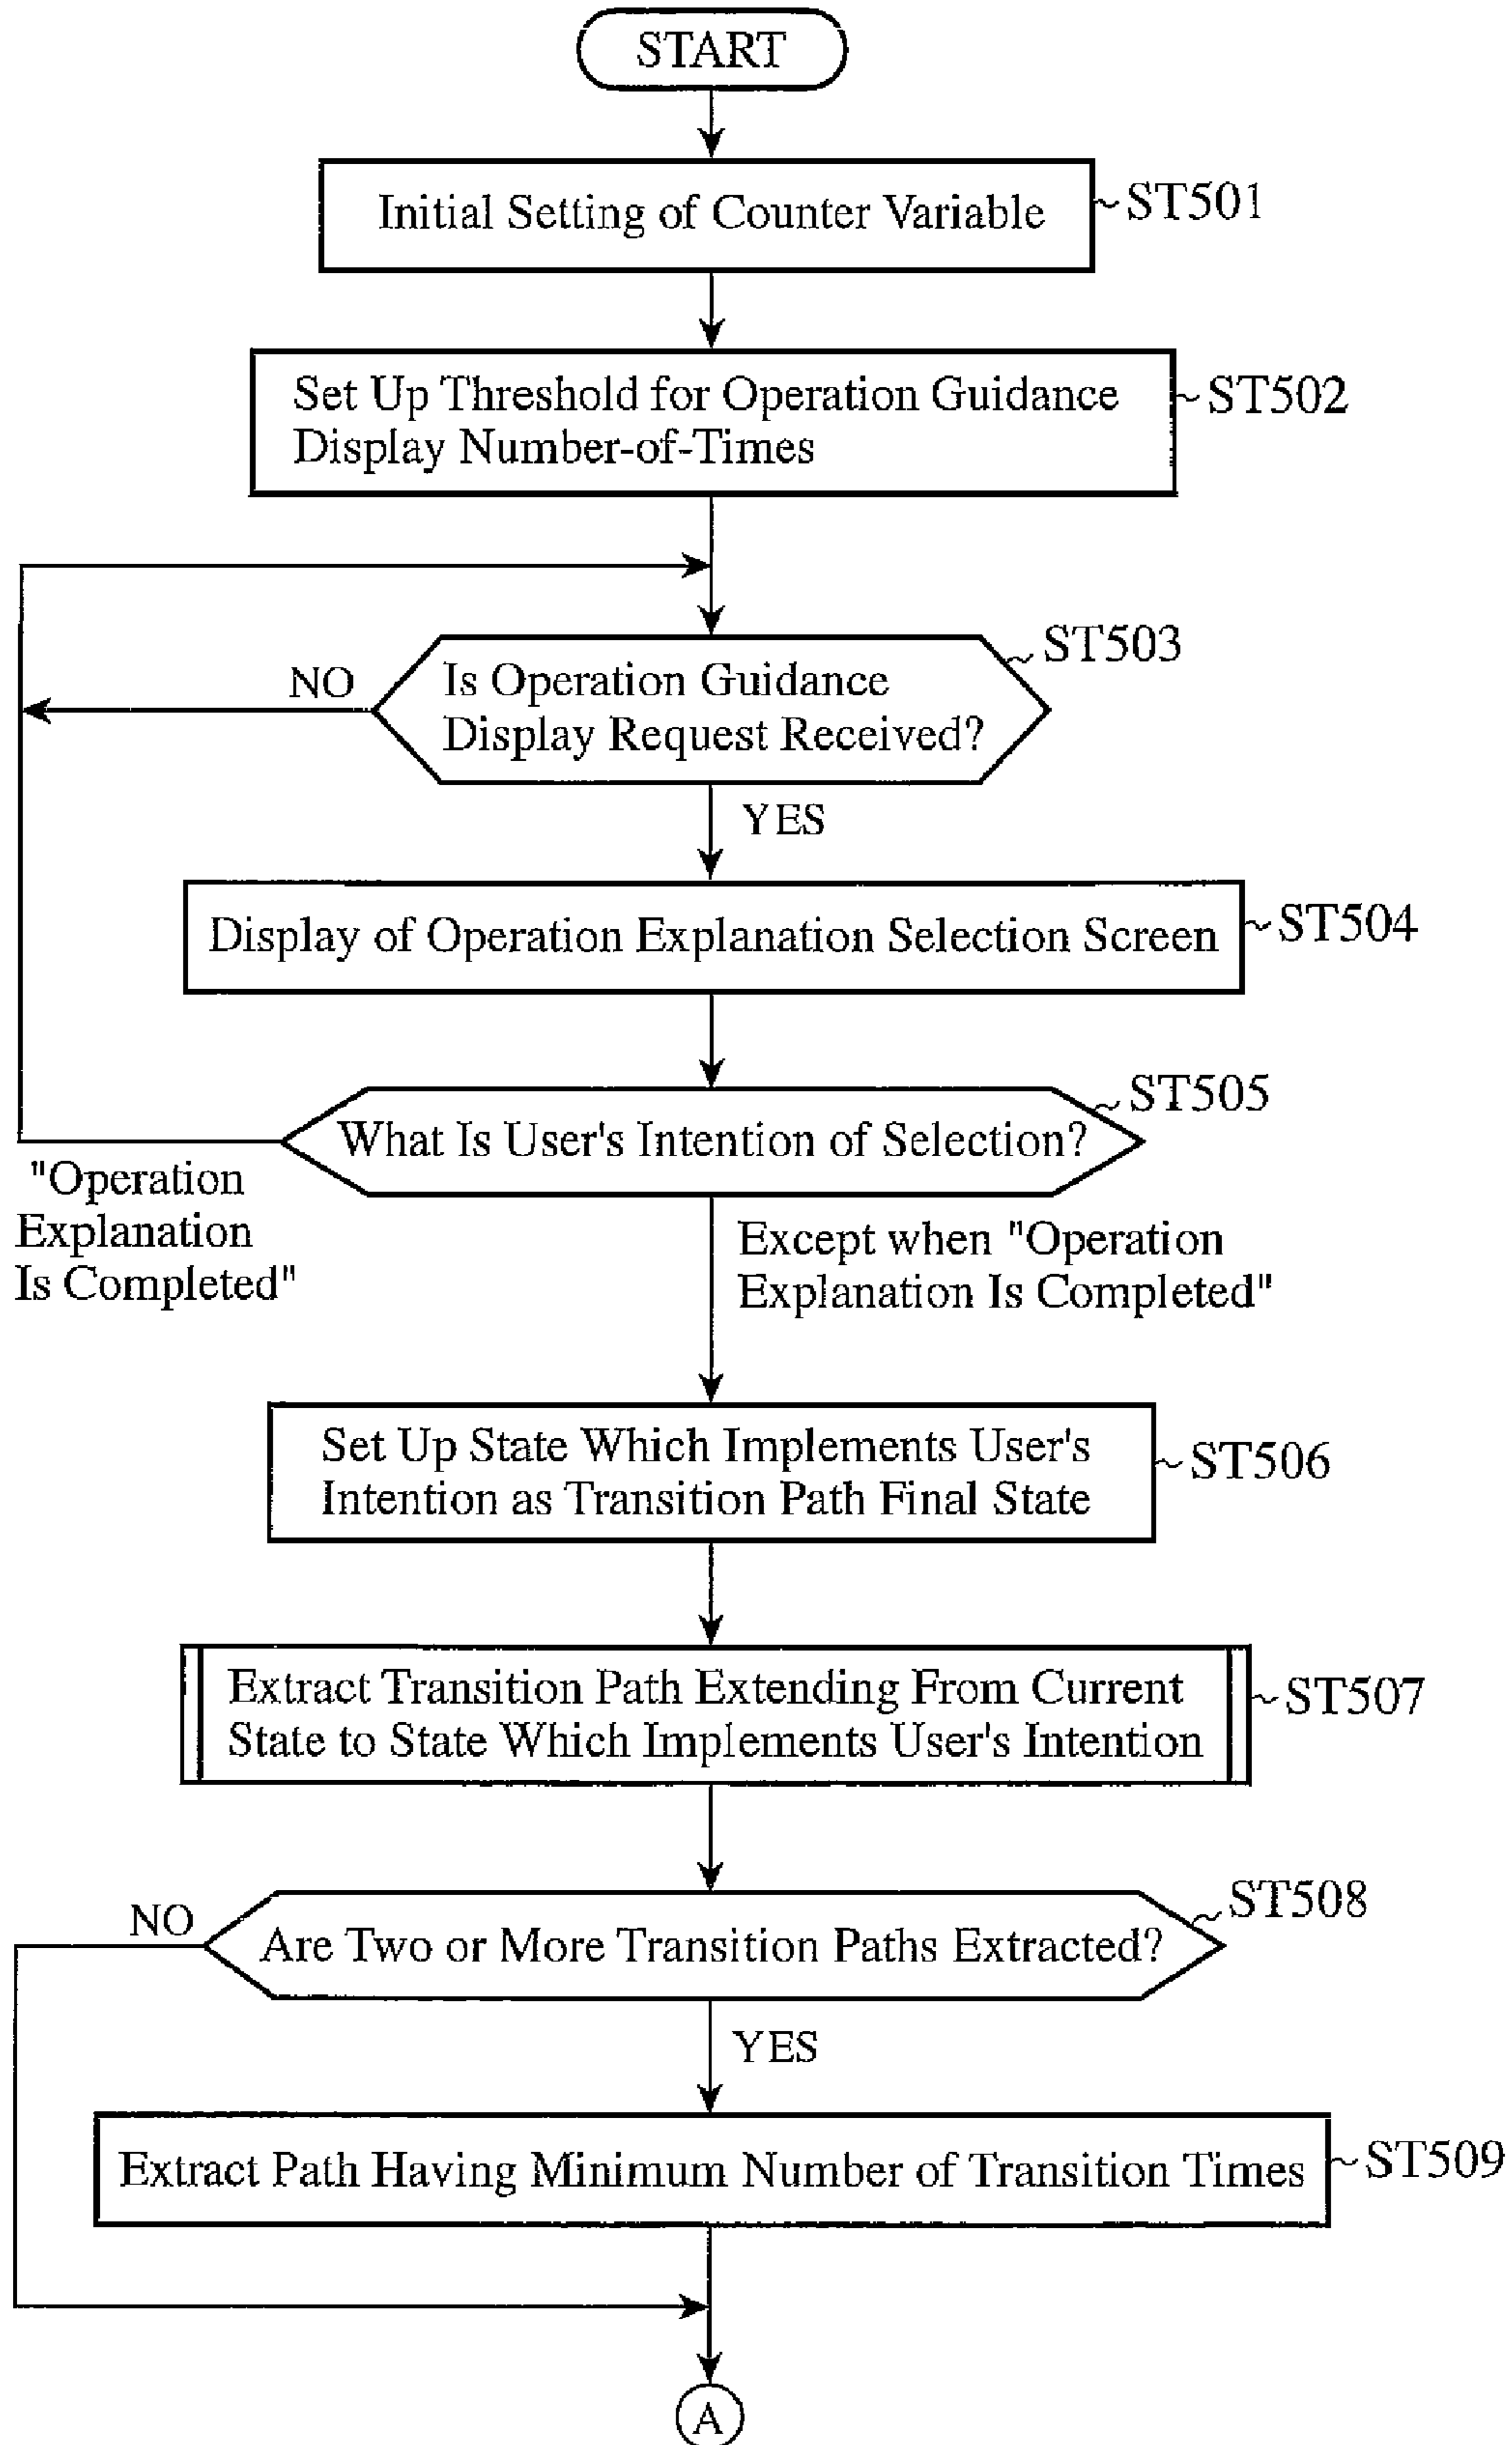 START
Initial Setting of Counter Variable
ST501
Set Up Threshold for Operation Guidance
Display Number-of-Times
ST502
ST503
NO
Is Operation Guidance
Display Request Received?
YES
Display of Operation Explanation Selection Screen
ST504
ST505
What Is User's Intention of Selection?
"Operation
Explanation
Is Completed"
Except when "Operation
Explanation Is Completed"
Set Up State Which Implements User's
Intention as Transition Path Final State
ST506
Extract Transition Path Extending From Current
State to State Which Implements User's Intention
ST507
ST508
NO
Are Two or More Transition Paths Extracted?
YES
Extract Path Having Minimum Number of Transition Times
ST509
A